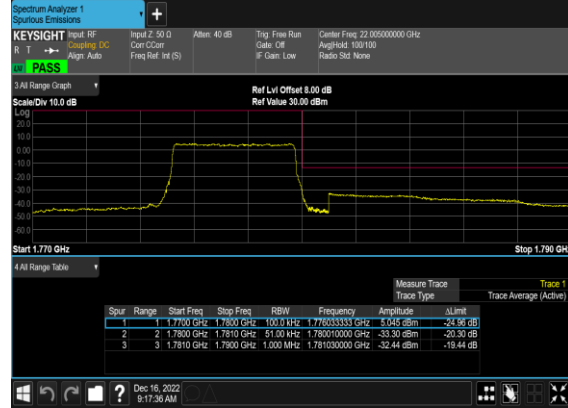 Spectrum Analyzer 1
Spurious Emissions
KEYSIGHT Input: RF Input Z: 50 Ω Atten: 40 dB Trig: Free Run Center Freq: 22.005000000 GHz
R T Coupling: DC Corr CCorr Gate: Off Avg|Hold: 100/100
Align: Auto Freq Ref: Int (S) IF Gain: Low Radio Std: None
PASS
3 All Range Graph
Ref Lvl Offset 8.00 dB
Scale/Div 10.0 dB Ref Value 30.00 dBm
Log
20.0
10.0
0.00
-10.0
-20.0
-30.0
-40.0
-50.0
-60.0
Start 1.770 GHz Stop 1.790 GH
4 All Range Table
Measure Trace Trace 1
Trace Type Trace Average (Active)
Spur Range Start Freq Stop Freq RBW Frequency Amplitude ΔLimit
1 1 1.7700 GHz 1.7800 GHz 100.0 kHz 1.776033333 GHz 5.045 dBm -24.96 dB
2 2 1.7800 GHz 1.7810 GHz 51.00 kHz 1.780010000 GHz -33.30 dBm -20.30 dB
3 3 1.7810 GHz 1.7900 GHz 1.000 MHz 1.781030000 GHz -32.44 dBm -19.44 dB
? Dec 16, 2022
9:17:36 AM